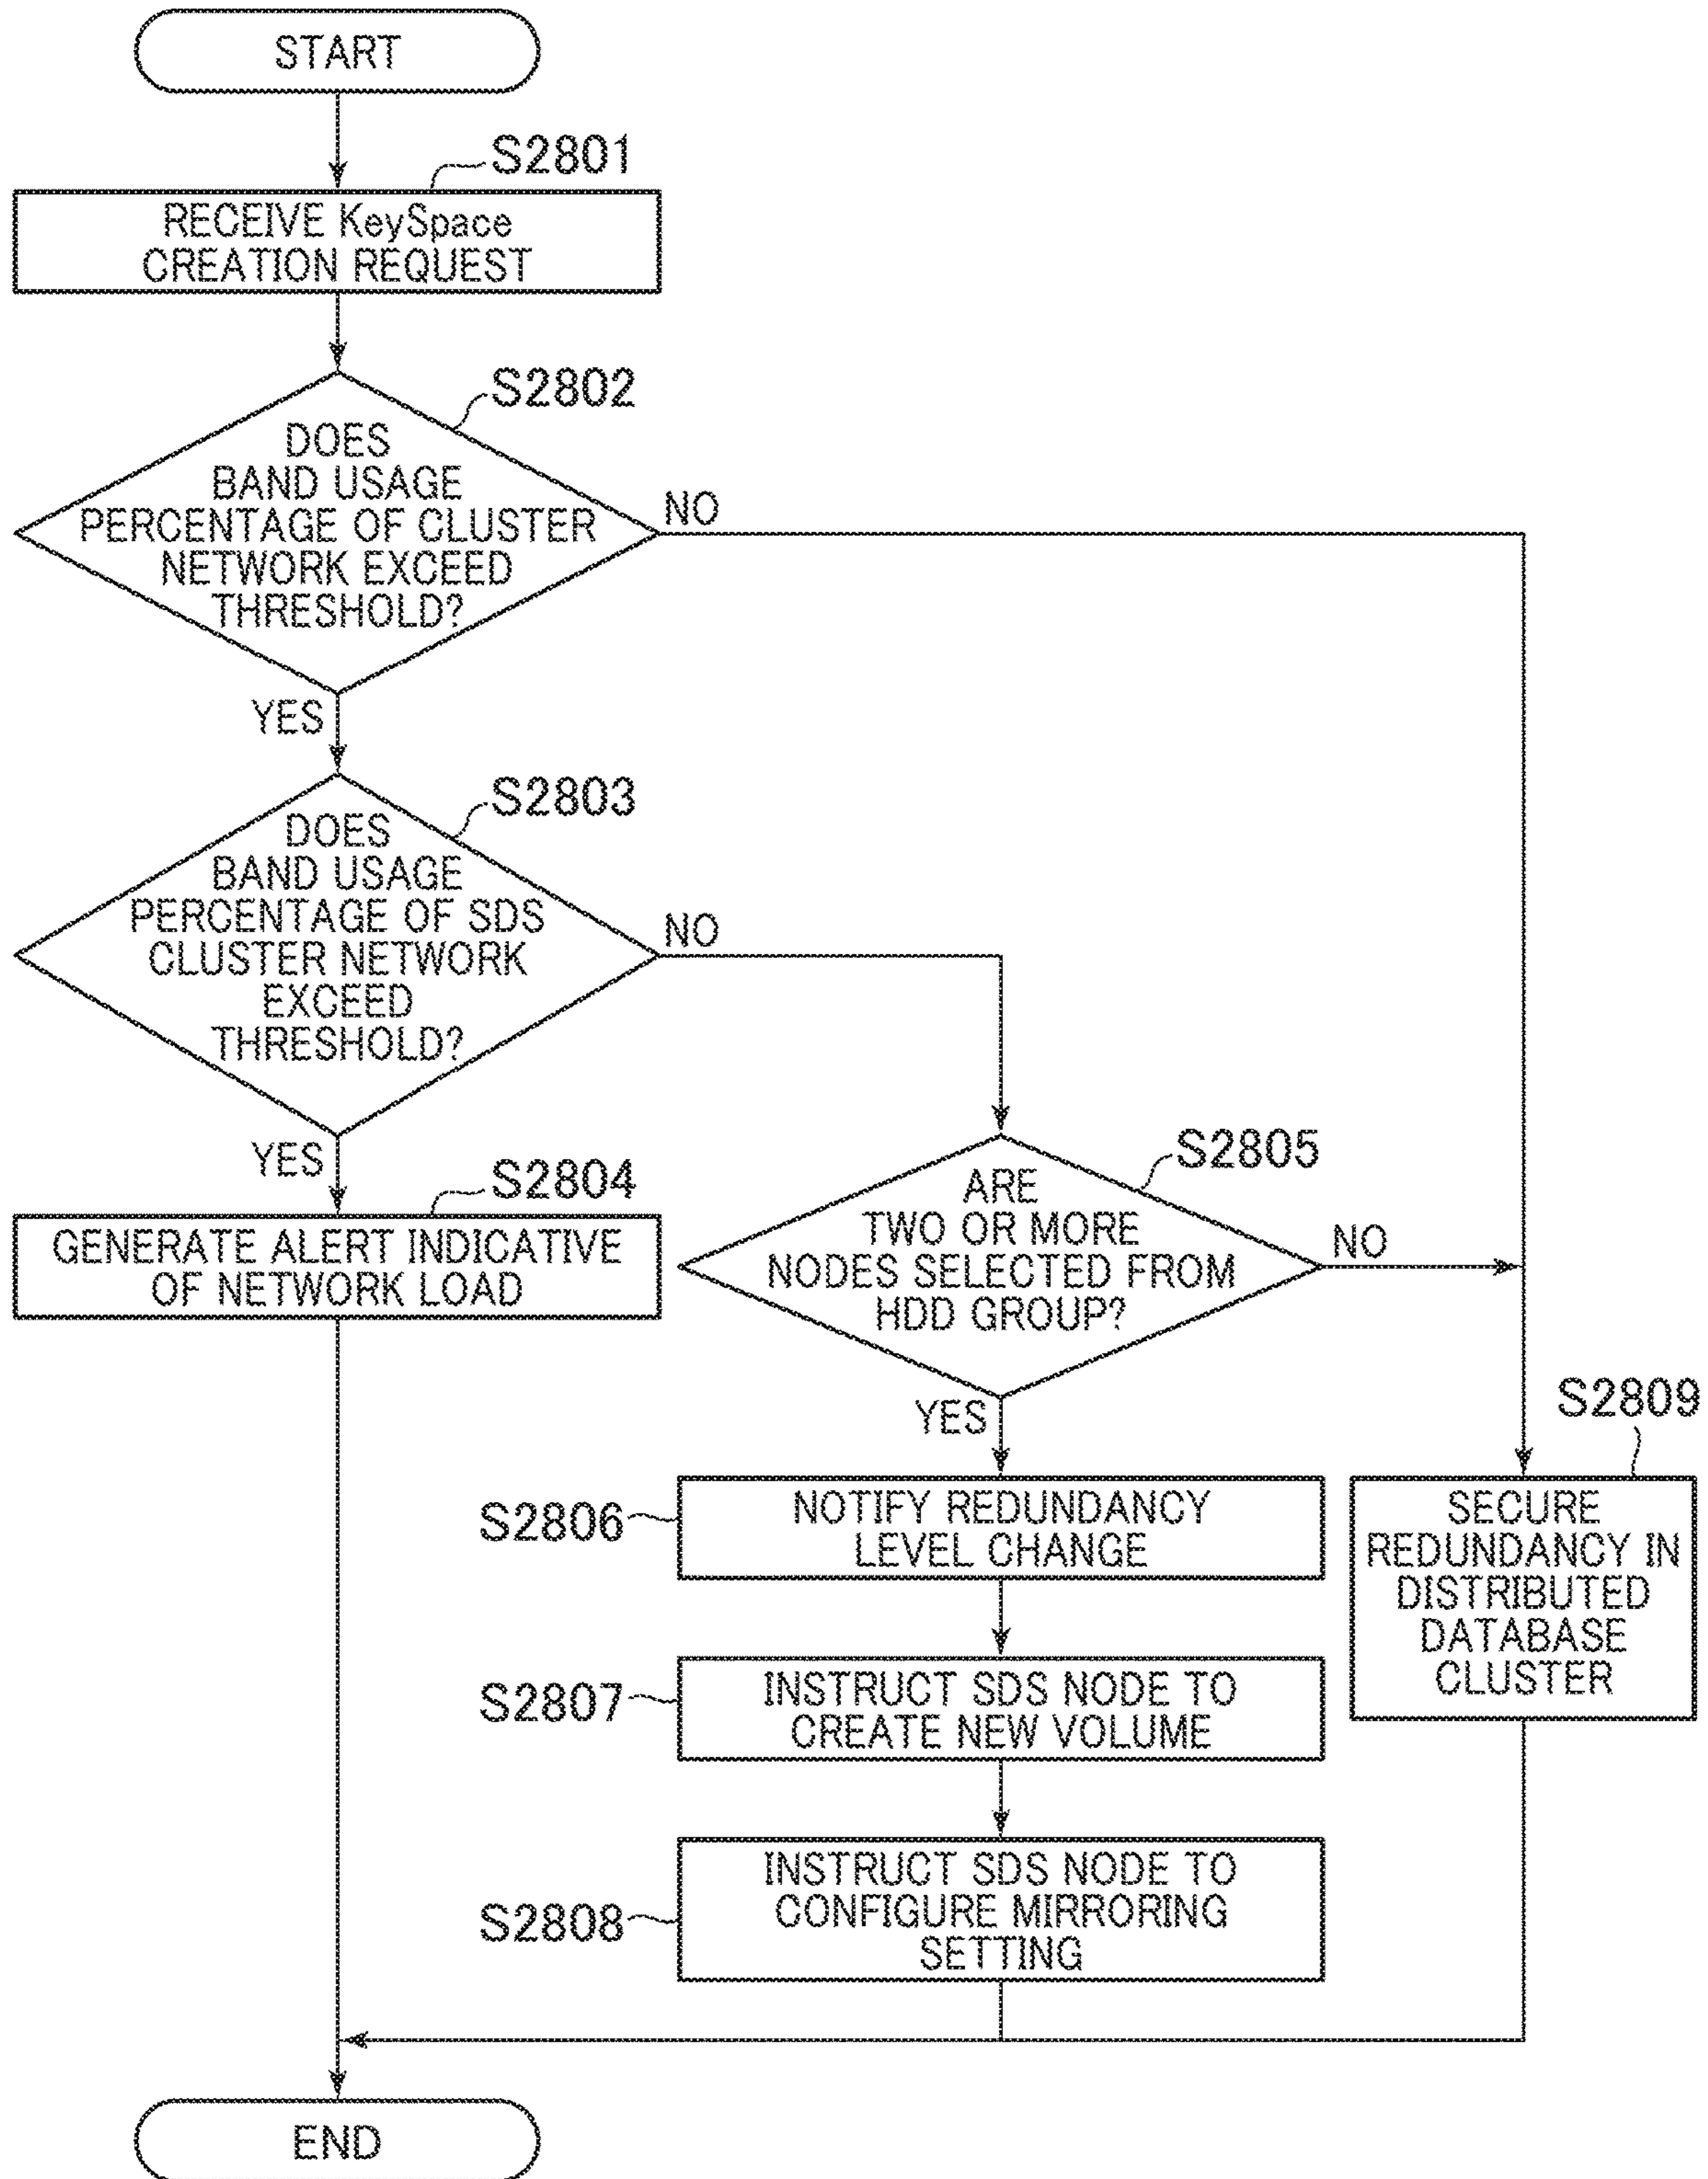 START
S2801
RECEIVE KeySpace
CREATION REQUEST
S2802
DOES
BAND USAGE
PERCENTAGE OF CLUSTER
NETWORK EXCEED
THRESHOLD?
NO
YES
S2803
DOES
BAND USAGE
PERCENTAGE OF SDS
CLUSTER NETWORK
EXCEED
THRESHOLD?
NO
YES
S2804
GENERATE ALERT INDICATIVE
OF NETWORK LOAD
S2805
ARE
TWO OR MORE
NODES SELECTED FROM
HDD GROUP?
NO
YES
S2806
NOTIFY REDUNDANCY
LEVEL CHANGE
S2807
INSTRUCT SDS NODE TO
CREATE NEW VOLUME
S2808
INSTRUCT SDS NODE TO
CONFIGURE MIRRORING
SETTING
S2809
SECURE
REDUNDANCY IN
DISTRIBUTED
DATABASE
CLUSTER
END